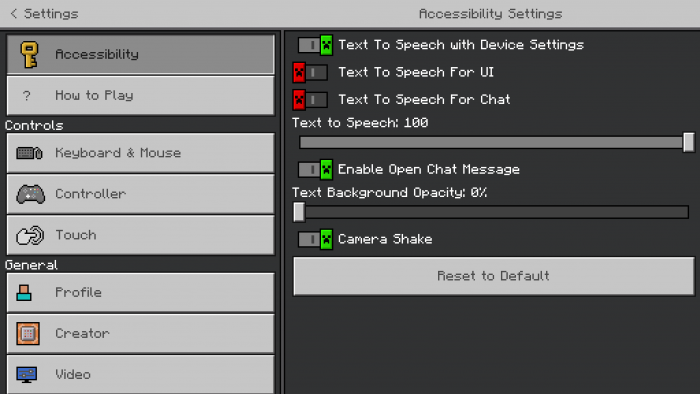 < Settings
Accessibility Settings
Accessibility
? How to Play
Controls
Keyboard & Mouse
Controller
Touch
General
Profile
Creator
Video
Text To Speech with Device Settings
Text To Speech For UI
Text To Speech For Chat
Text to Speech: 100
Enable Open Chat Message
Text Background Opacity: 0%
Camera Shake
Reset to Default